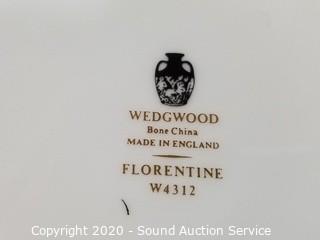 WEDGWOOD
Bone China
MADE IN ENGLAND
FLORENTINE
W4312
Copyright 2020 - Sound Auction Service